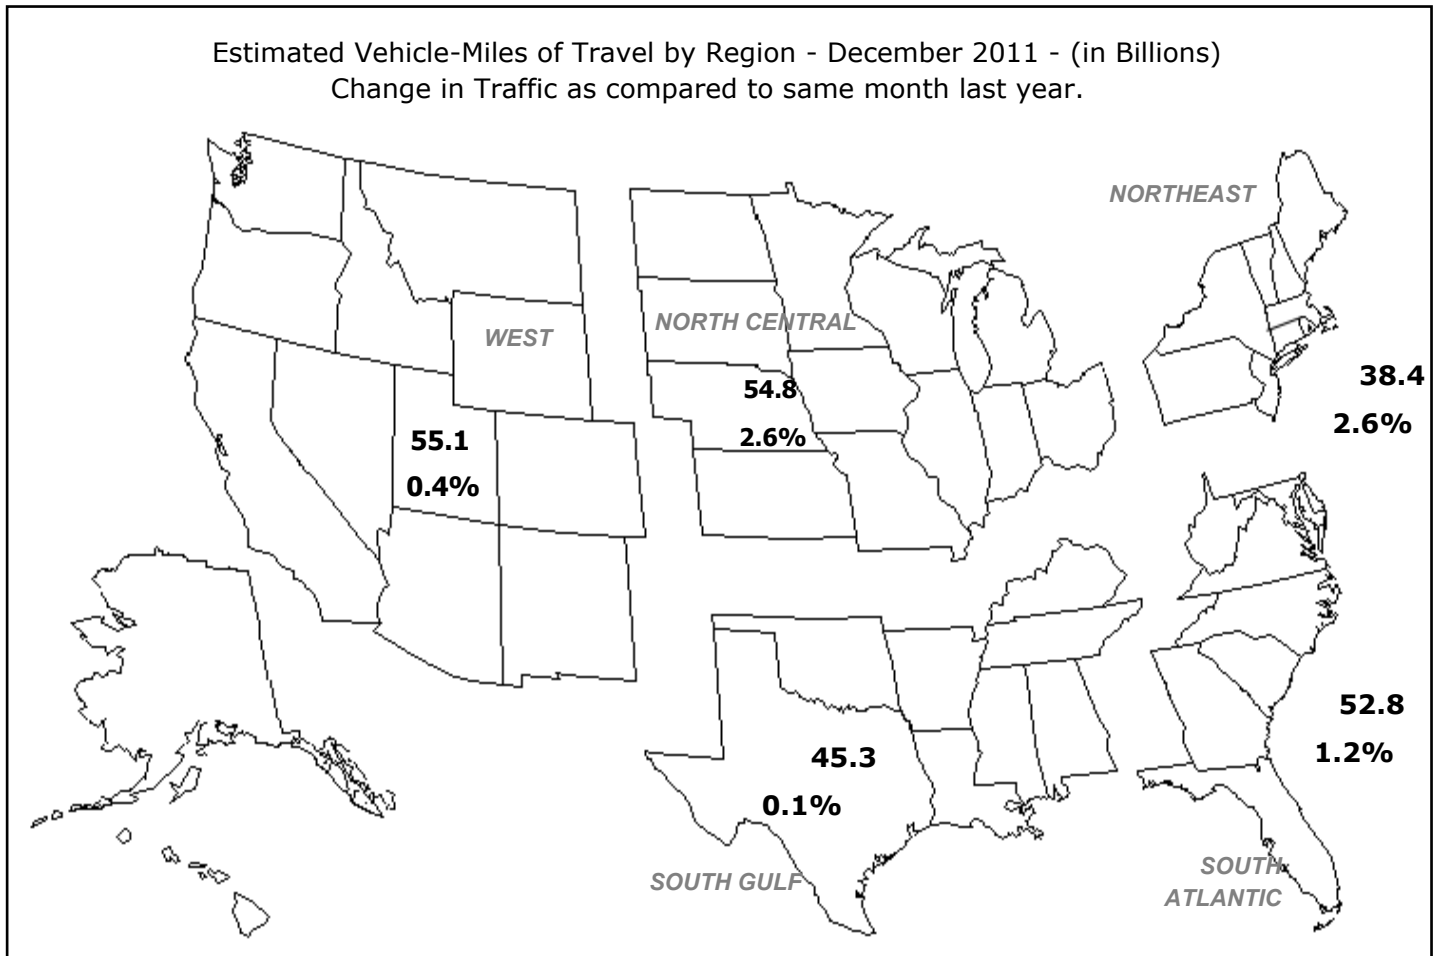 Estimated Vehicle-Miles of Travel by Region - December 2011 - (in Billions)
Change in Traffic as compared to same month last year.
NORTHEAST
38.4
2.6%
WEST
55.1
0.4%
NORTH CENTRAL
54.8
2.6%
52.8
1.2%
SOUTH
ATLANTIC
45.3
0.1%
SOUTH GULF